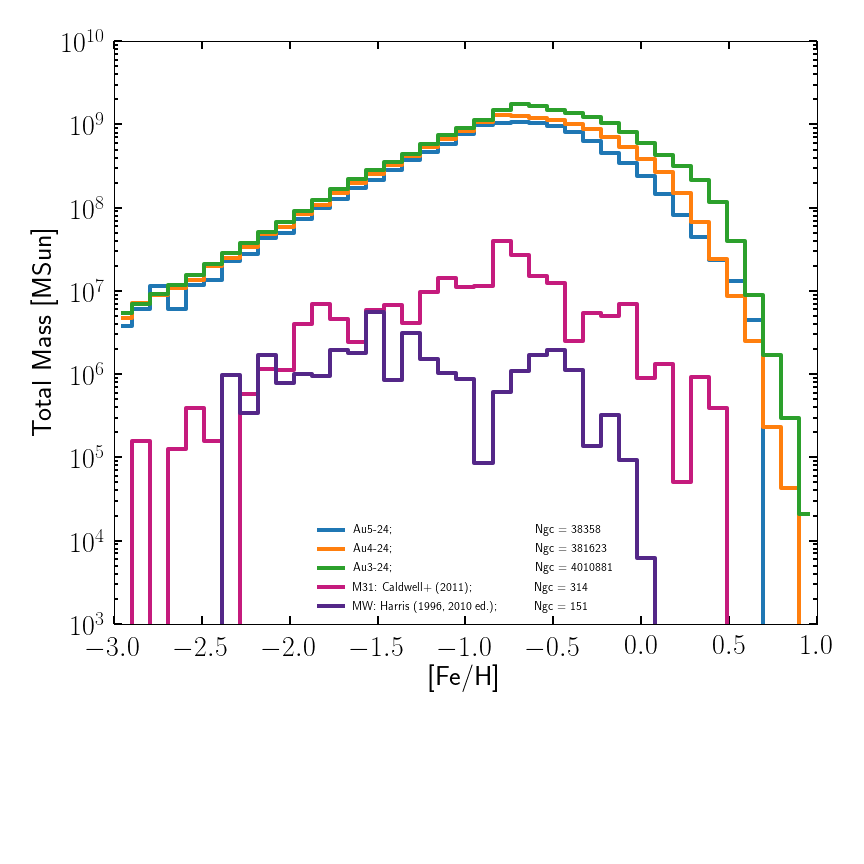 10^10
10^9
10^8
10^7
10^6
10^5
10^4
10^3
Total Mass [MSun]
Au5-24; Ngc = 38358
Au4-24; Ngc = 381623
Au3-24; Ngc = 4010881
M31: Caldwell+ (2011); Ngc = 314
MW: Harris (1996, 2010 ed.); Ngc = 151
−3.0 −2.5 −2.0 −1.5 −1.0 −0.5 0.0 0.5 1.0
[Fe/H]